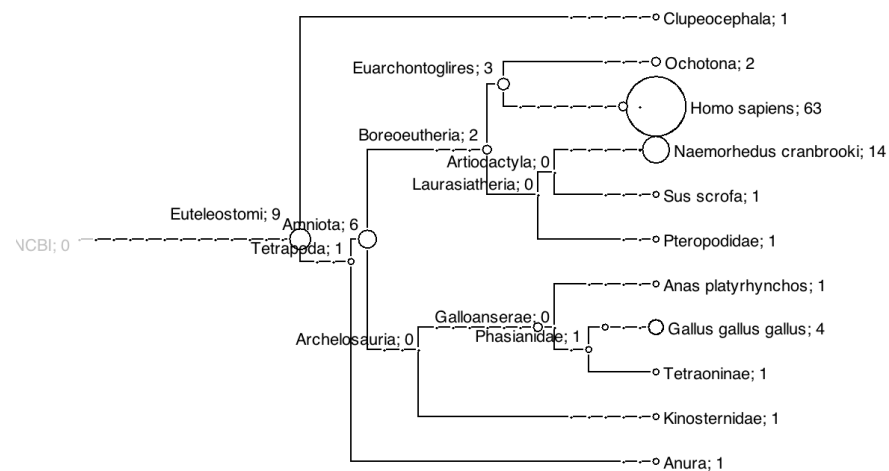 Clupeocephala; 1
Euarchontoglires; 3
Ochotona; 2
Homo sapiens; 63
Boreoeutheria; 2
Artiodactyla; 0
Naemorhedus cranbrooki; 14
Laurasiatheria; 0
Sus scrofa; 1
Euteleostomi; 9
Amniota; 6
NCBI; 0
Tetrapoda; 1
Pteropodidae; 1
Anas platyrhynchos; 1
Galloanserae; 0
Gallus gallus gallus; 4
Phasianidae; 1
Archelosauria; 0
Tetraoninae; 1
Kinosternidae; 1
Anura; 1